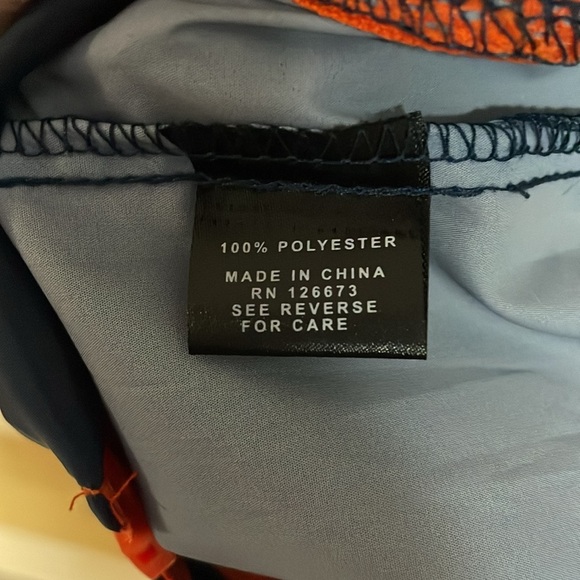 100% POLYESTER
MADE IN CHINA
RN 126673
SEE REVERSE
FOR CARE